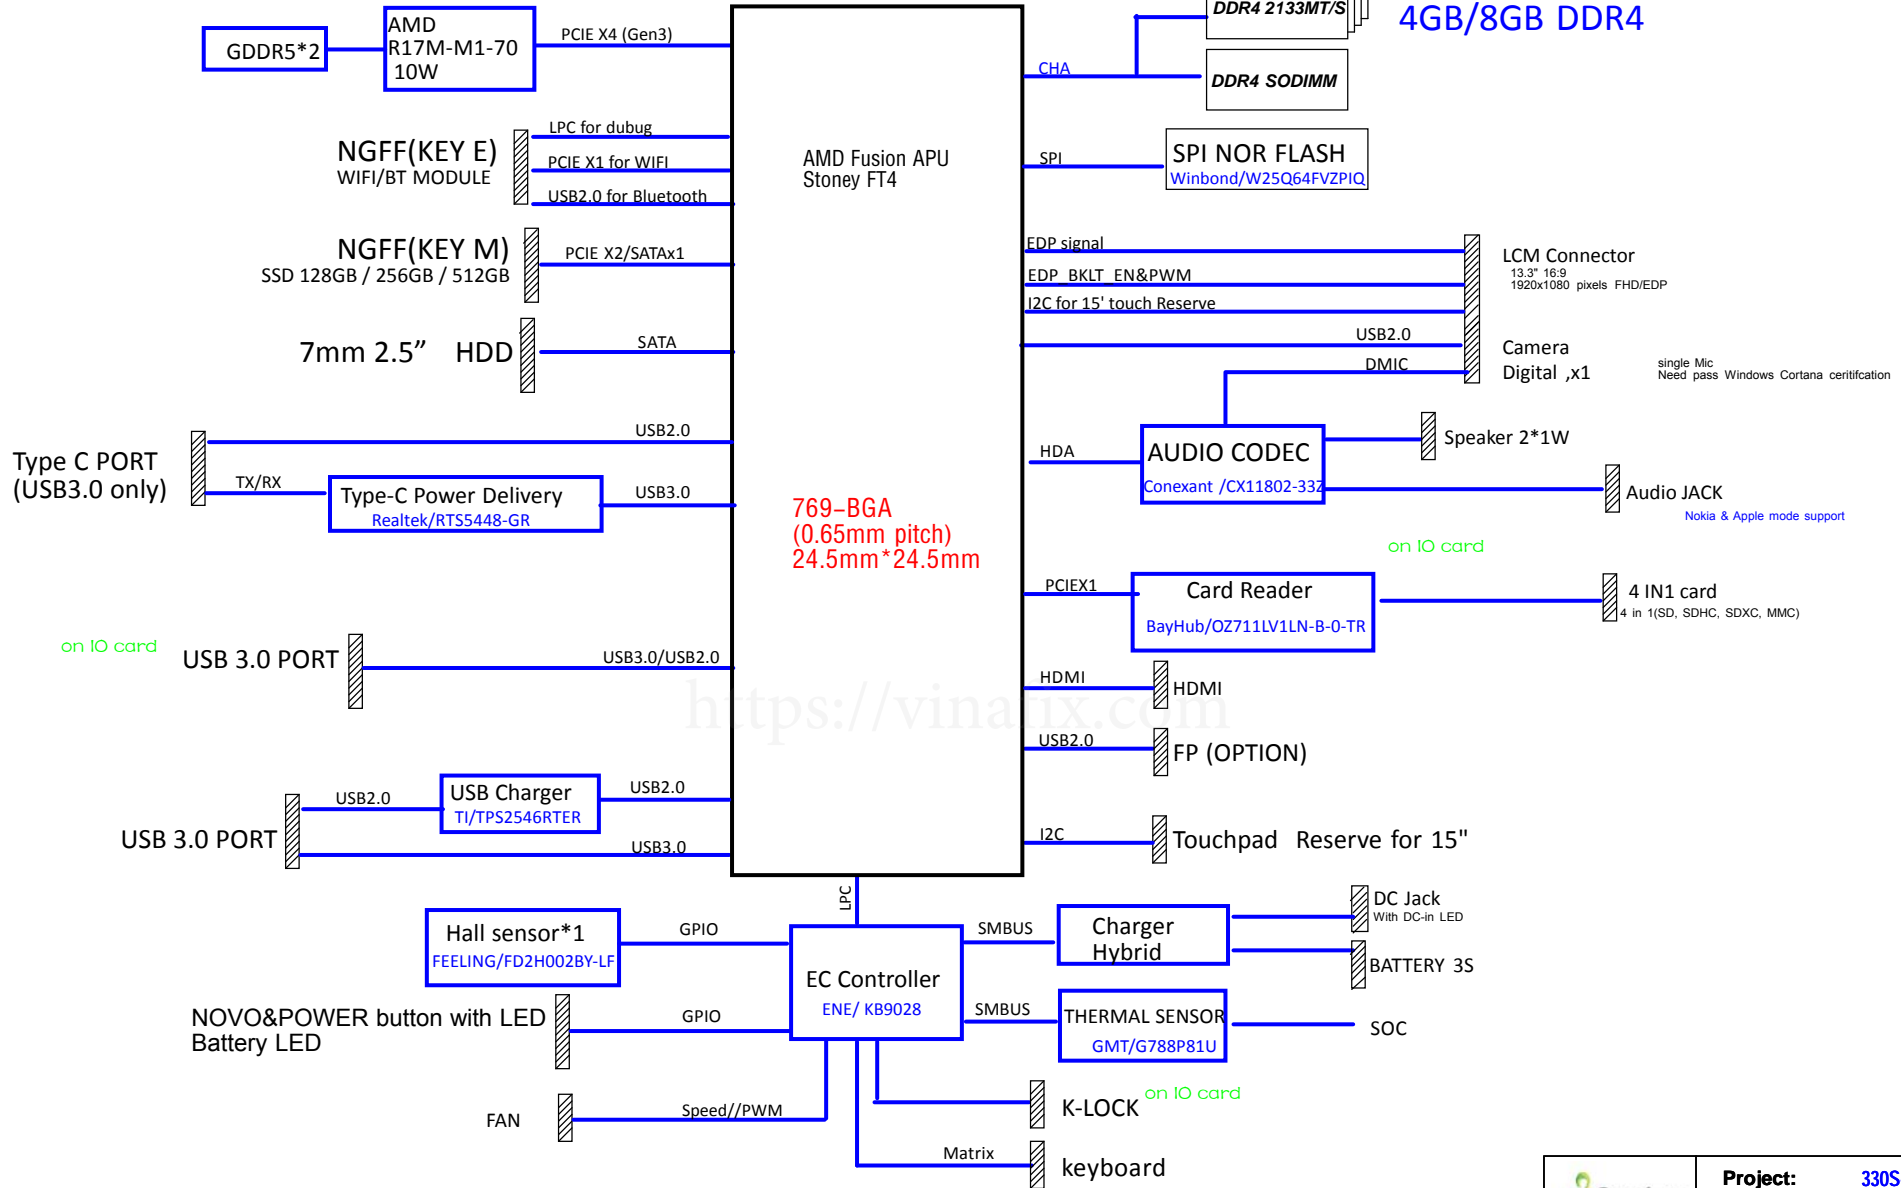 DDR4 2133MT/S
4GB/8GB DDR4
GDDR5*2
AMD
R17M-M1-70
10W
PCIE X4 (Gen3)
CHA
DDR4 SODIMM
NGFF(KEY E)
WIFI/BT MODULE
LPC for dubug
PCIE X1 for WIFI
USB2.0 for Bluetooth
AMD Fusion APU
Stoney FT4
SPI
SPI NOR FLASH
Winbond/W25Q64FVZPIQ
NGFF(KEY M)
SSD 128GB / 256GB / 512GB
PCIE X2/SATAx1
EDP signal
EDP_BKLT_EN&PWM
I2C for 15' touch Reserve
LCM Connector
13.3" 16:9
1920x1080 pixels FHD/EDP
7mm 2.5” HDD
SATA
USB2.0
DMIC
Camera
Digital ,x1
single Mic
Need pass Windows Cortana ceritifcation
Type C PORT
(USB3.0 only)
USB2.0
TX/RX
Type-C Power Delivery
Realtek/RTS5448-GR
USB3.0
769-BGA
(0.65mm pitch)
24.5mm*24.5mm
HDA
AUDIO CODEC
Conexant /CX11802-33Z
Speaker 2*1W
Audio JACK
Nokia & Apple mode support
on IO card
PCIEX1
Card Reader
BayHub/OZ711LV1LN-B-0-TR
4 IN1 card
4 in 1(SD, SDHC, SDXC, MMC)
on IO card
USB 3.0 PORT
USB3.0/USB2.0
https://vinafix.com
HDMI
HDMI
USB2.0
FP (OPTION)
USB 3.0 PORT
USB2.0
USB Charger
TI/TPS2546RTER
USB2.0
USB3.0
I2C
Touchpad Reserve for 15"
LPC
Hall sensor*1
FEELING/FD2H002BY-LF
GPIO
EC Controller
ENE/ KB9028
SMBUS
Charger
Hybrid
DC Jack
With DC-in LED
BATTERY 3S
NOVO&POWER button with LED
Battery LED
GPIO
SMBUS
THERMAL SENSOR
GMT/G788P81U
SOC
FAN
Speed//PWM
K-LOCK
on IO card
Matrix
keyboard
Project:
330S